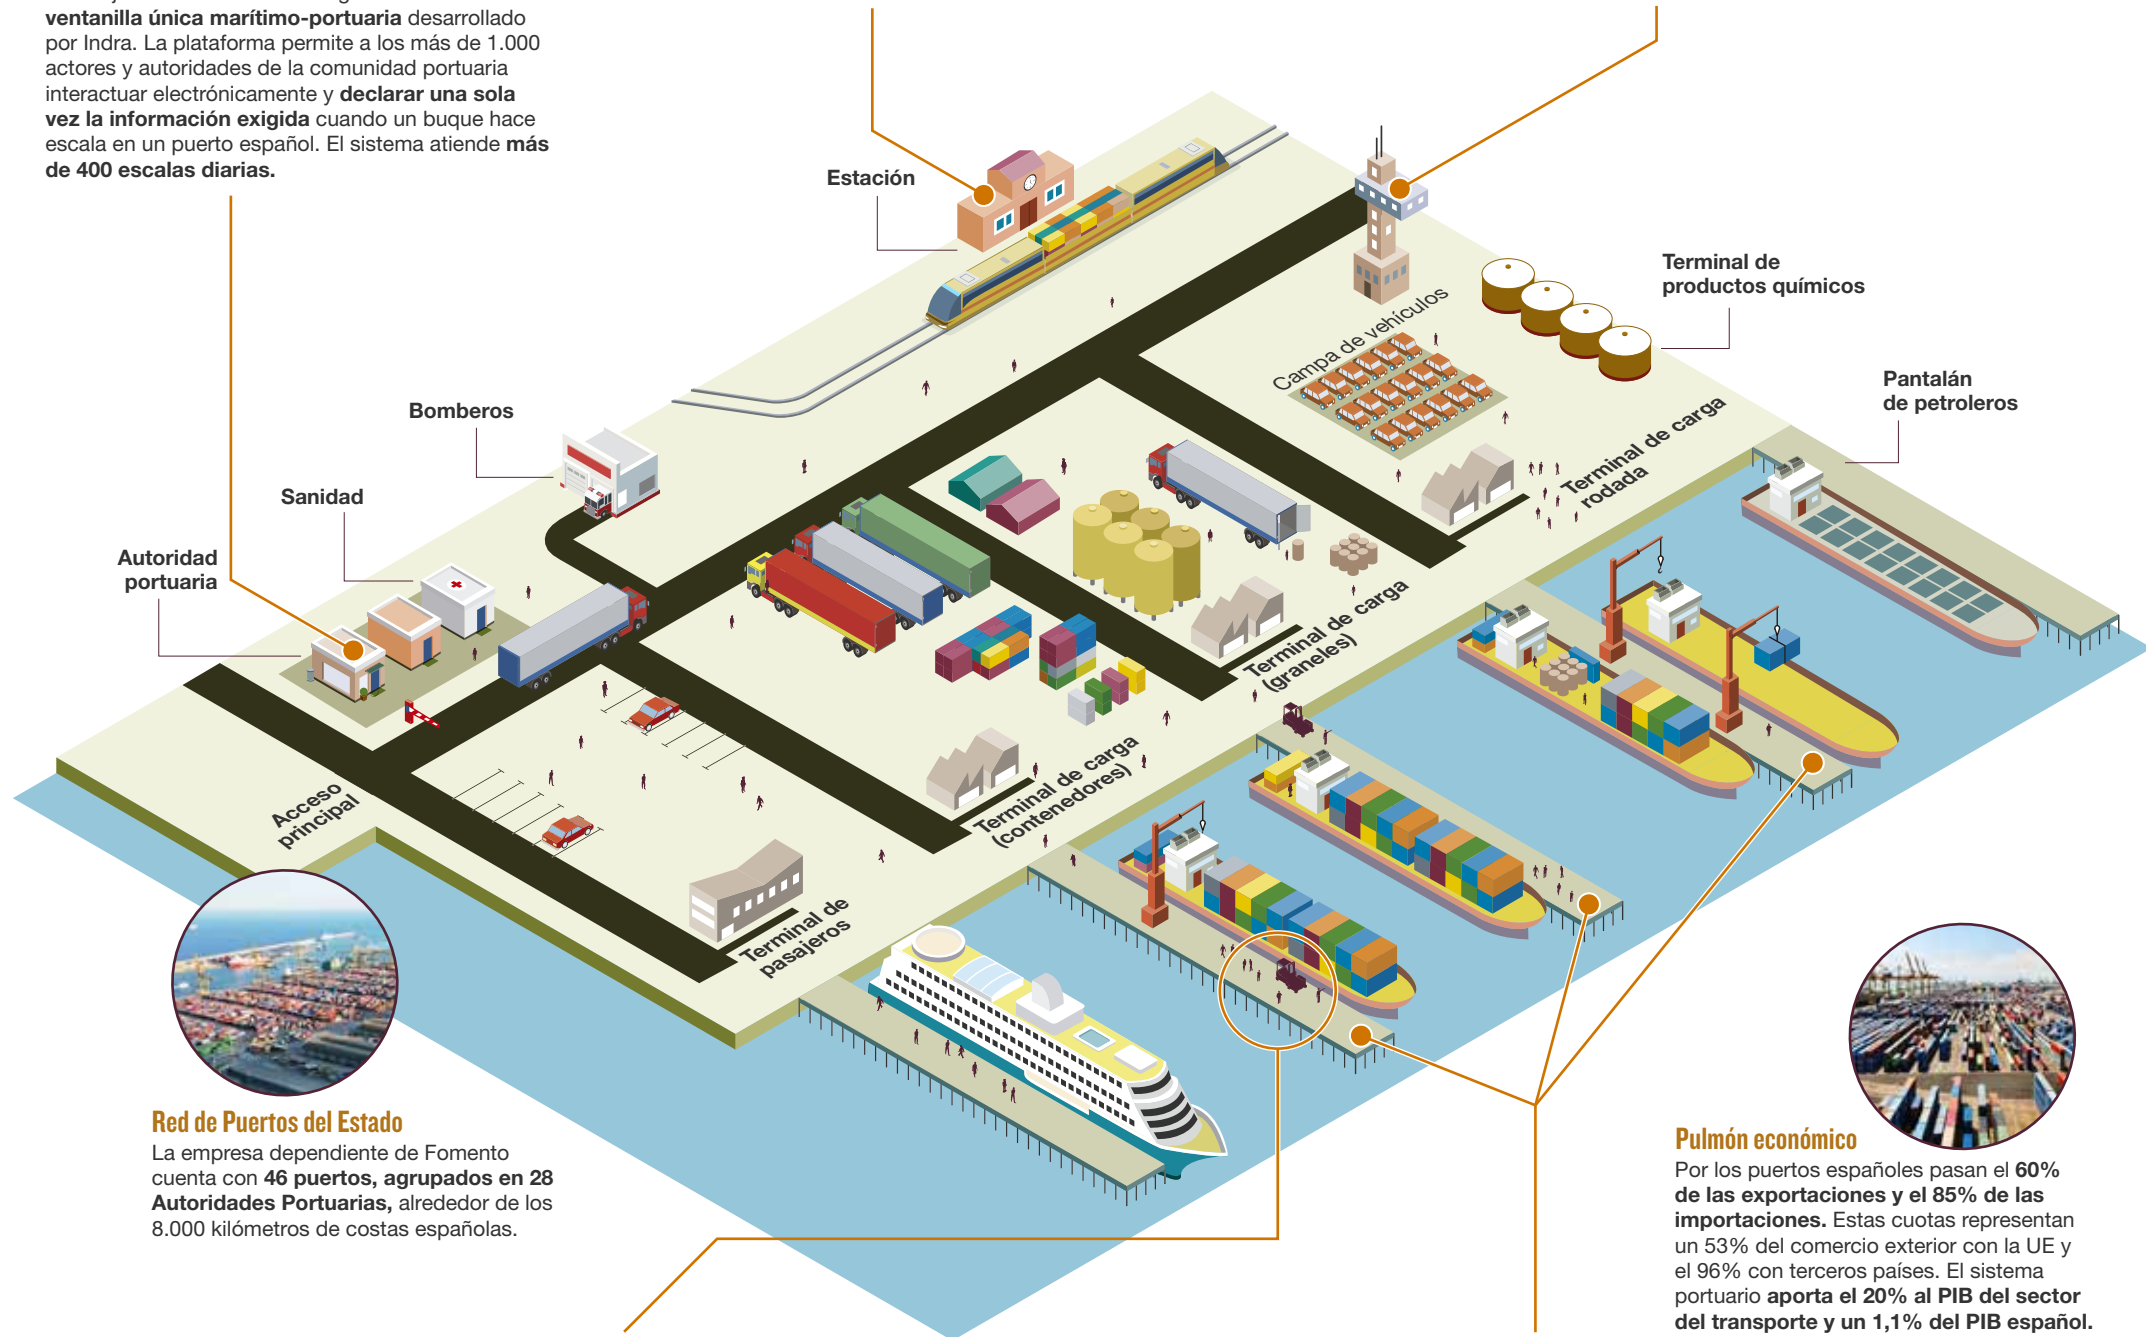 ventanilla única marítimo-portuaria desarrollado
por Indra. La plataforma permite a los más de 1.000
actores y autoridades de la comunidad portuaria
interactuar electrónicamente y declarar una sola
vez la información exigida cuando un buque hace
escala en un puerto español. El sistema atiende más
de 400 escalas diarias.
Estación
Terminal de
productos químicos
Campa de vehículos
Pantalán
de petroleros
Bomberos
Sanidad
Autoridad
portuaria
Terminal de carga
rodada
Terminal de carga
(graneles)
Terminal de carga
(contenedores)
Acceso
principal
Terminal de
pasajeros
Red de Puertos del Estado
La empresa dependiente de Fomento
cuenta con 46 puertos, agrupados en 28
Autoridades Portuarias, alrededor de los
8.000 kilómetros de costas españolas.
Pulmón económico
Por los puertos españoles pasan el 60%
de las exportaciones y el 85% de las
importaciones. Estas cuotas representan
un 53% del comercio exterior con la UE y
el 96% con terceros países. El sistema
portuario aporta el 20% al PIB del sector
del transporte y un 1,1% del PIB español.